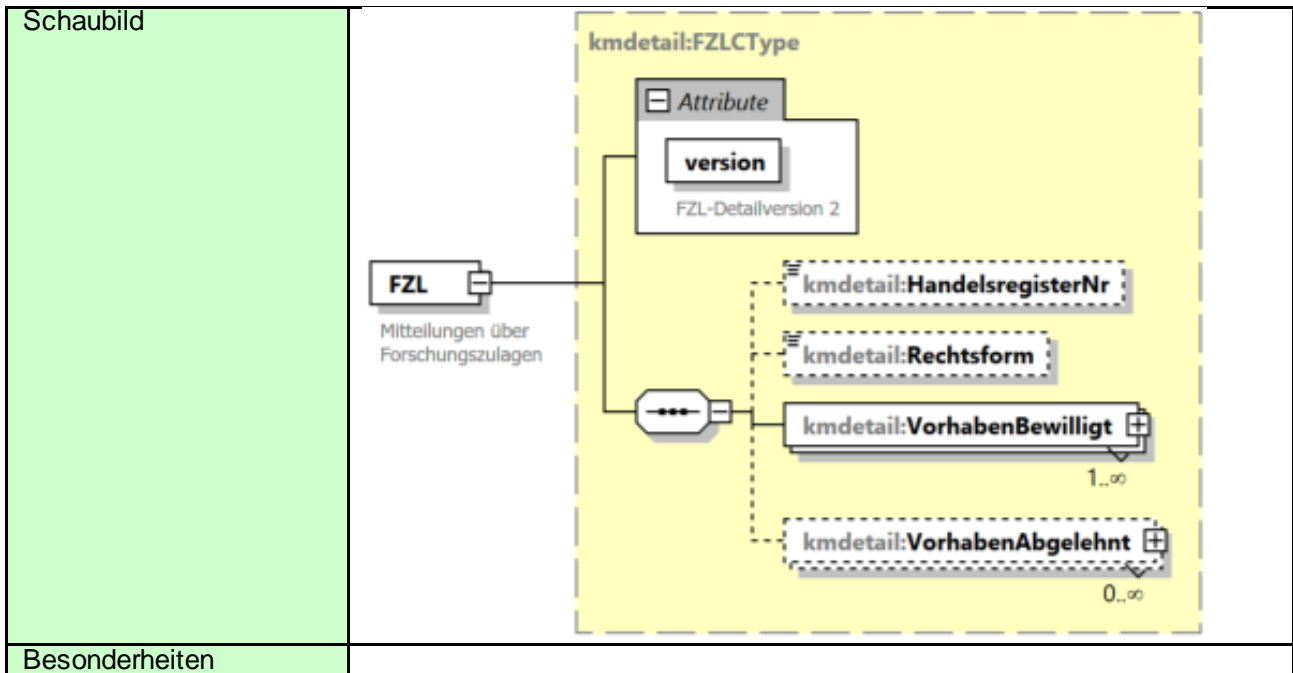 Schaubild
kmdetail:FZLCType
Attribute
version
FZL-Detailversion 2
FZL
Mitteilungen über
Forschungszulagen
kmdetail:HandelsregisterNr
kmdetail:Rechtsform
kmdetail:VorhabenBewilligt
1..∞
kmdetail:VorhabenAbgelehnt
0..∞
Besonderheiten